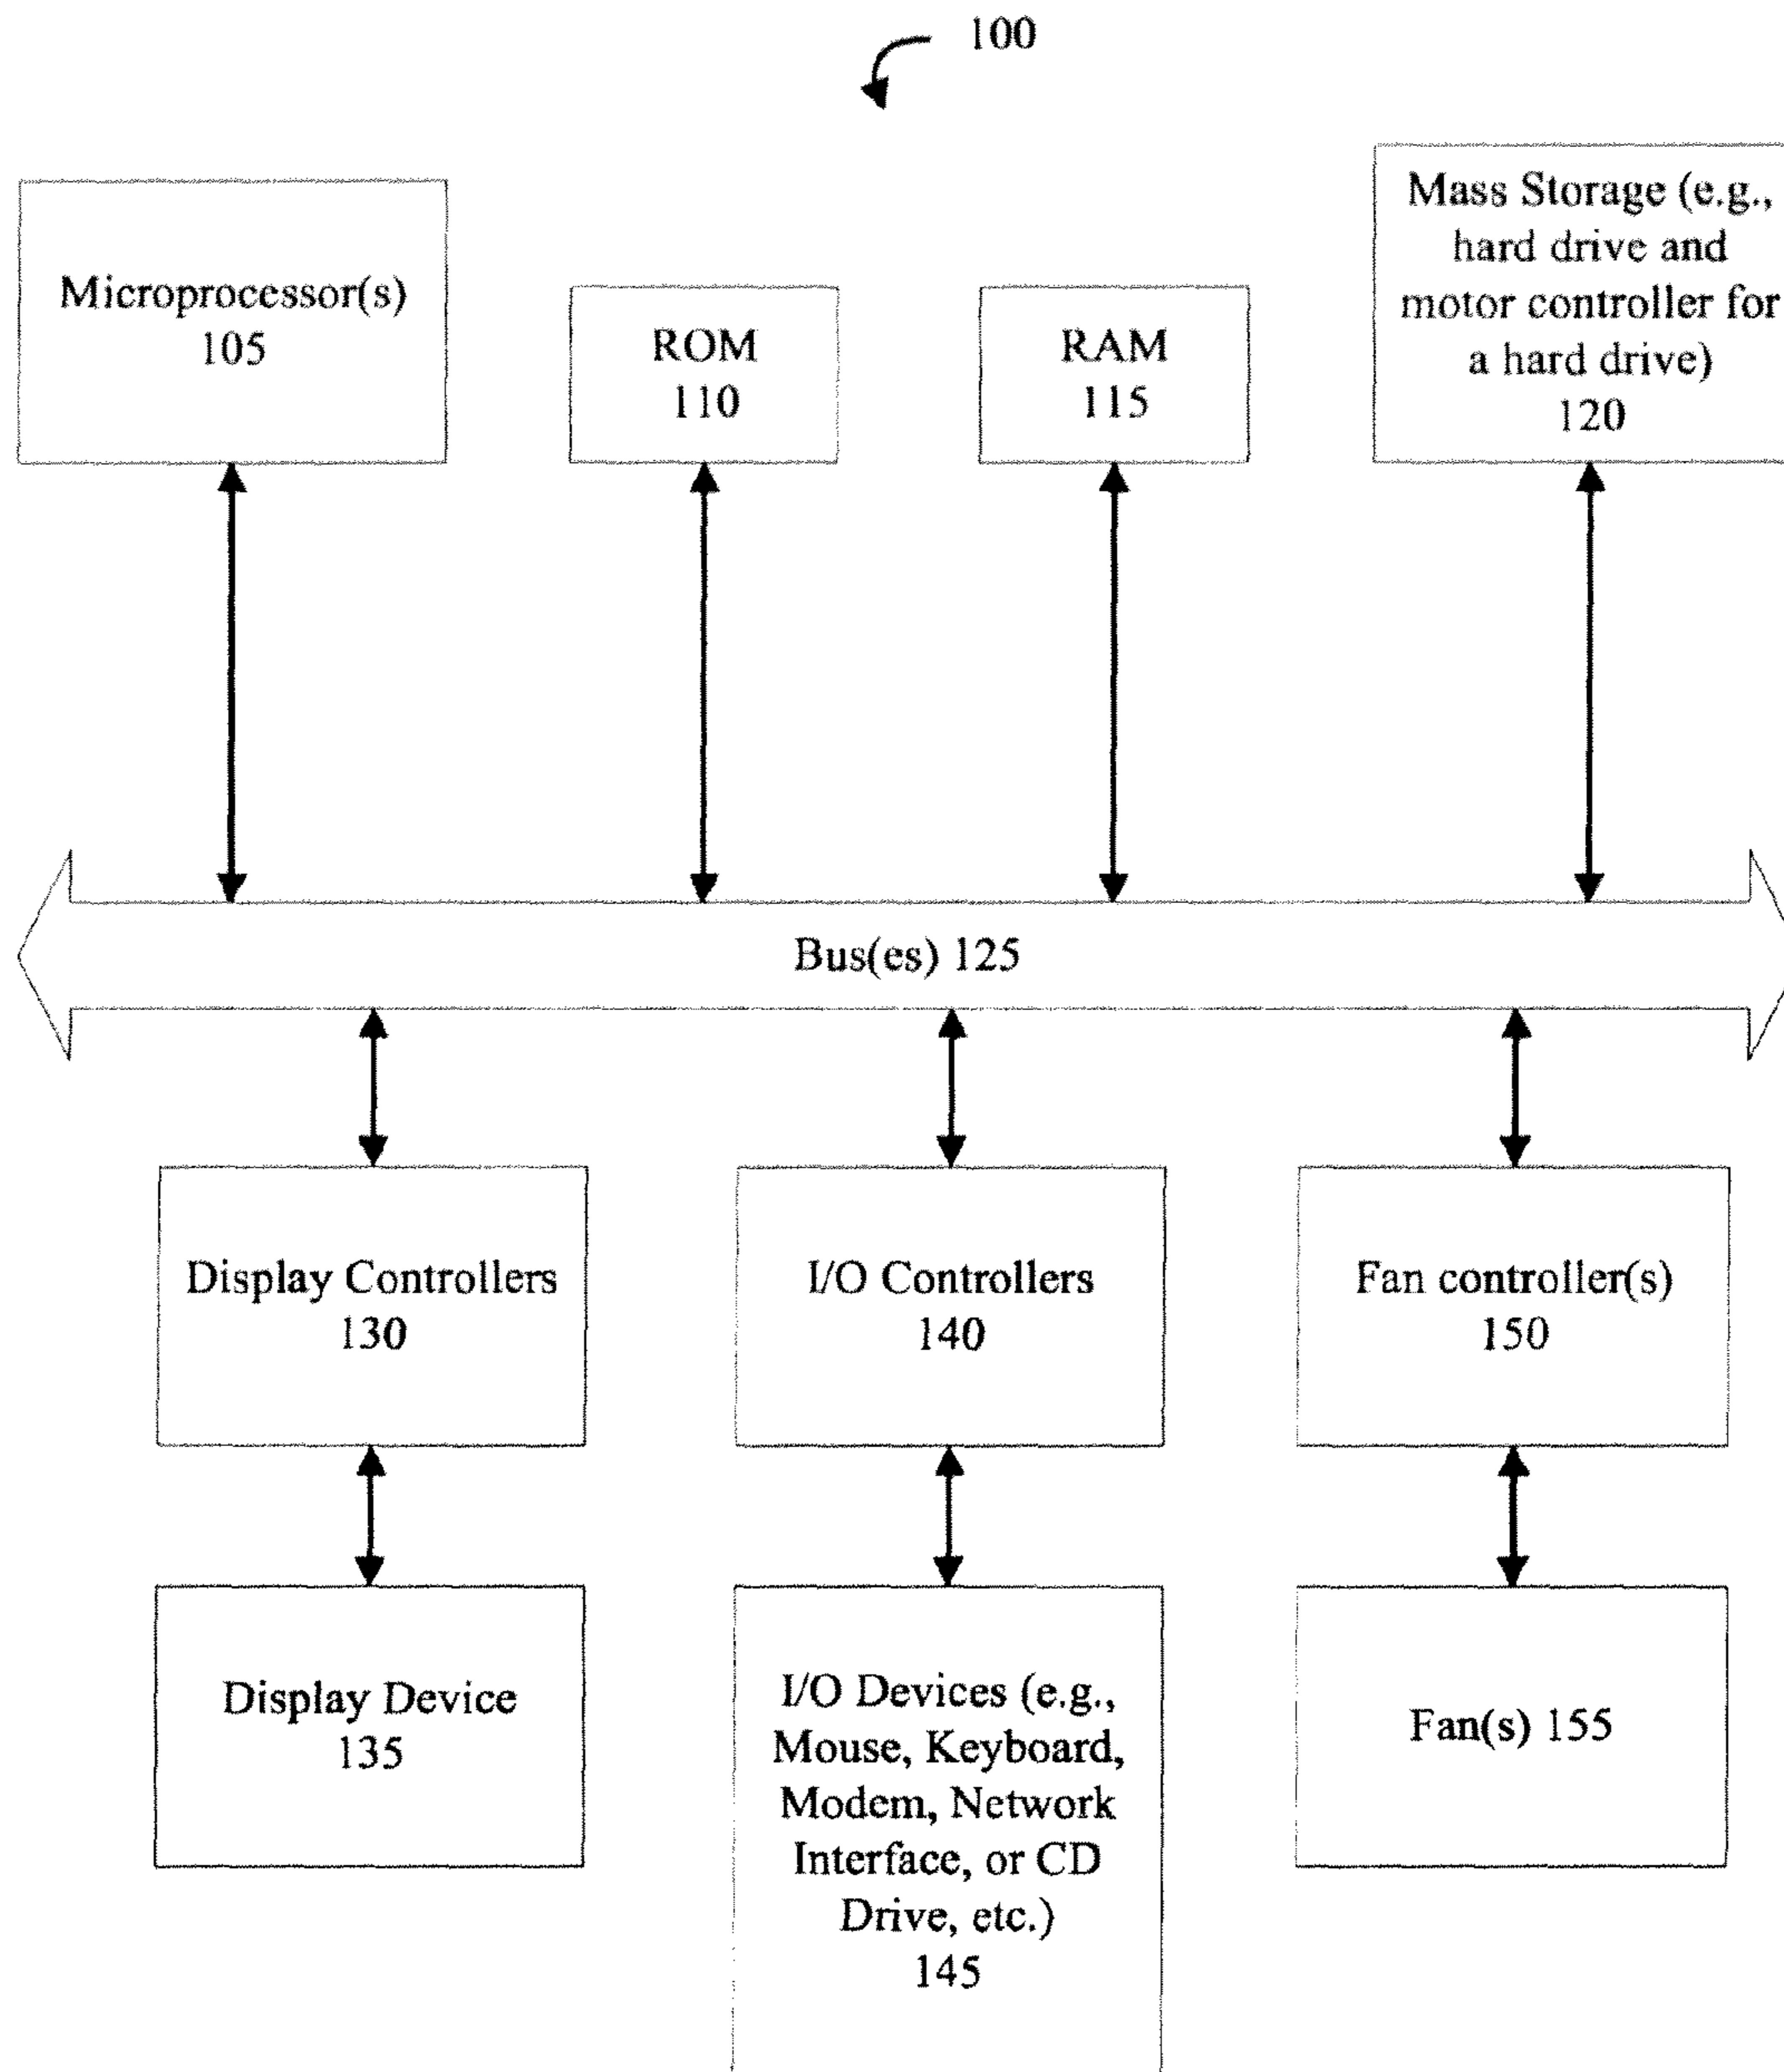 100
Microprocessor(s)
105
ROM
110
RAM
115
Mass Storage (e.g.,
hard drive and
motor controller for
a hard drive)
120
Bus(es) 125
Display Controllers
130
I/O Controllers
140
Fan controller(s)
150
Display Device
135
I/O Devices (e.g.,
Mouse, Keyboard,
Modem, Network
Interface, or CD
Drive, etc.)
145
Fan(s) 155